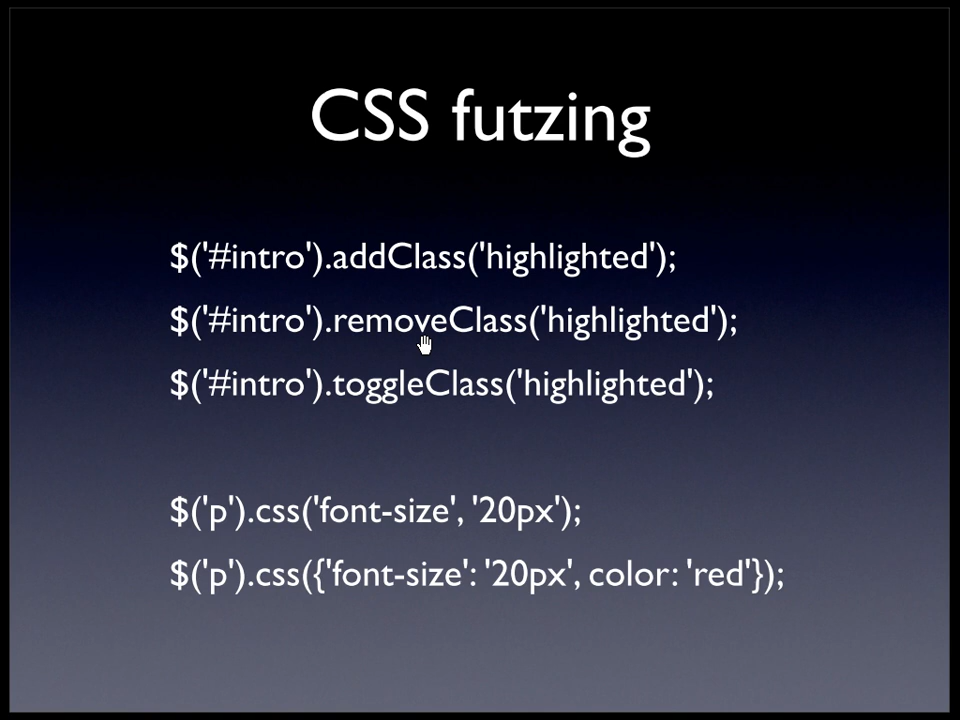 CSS futzing
$('#intro').addClass('highlighted');
$('#intro').removeClass('highlighted');
$('#intro').toggleClass('highlighted');
$('p').css('font-size', '20px');
$('p').css({'font-size': '20px', color: 'red'});